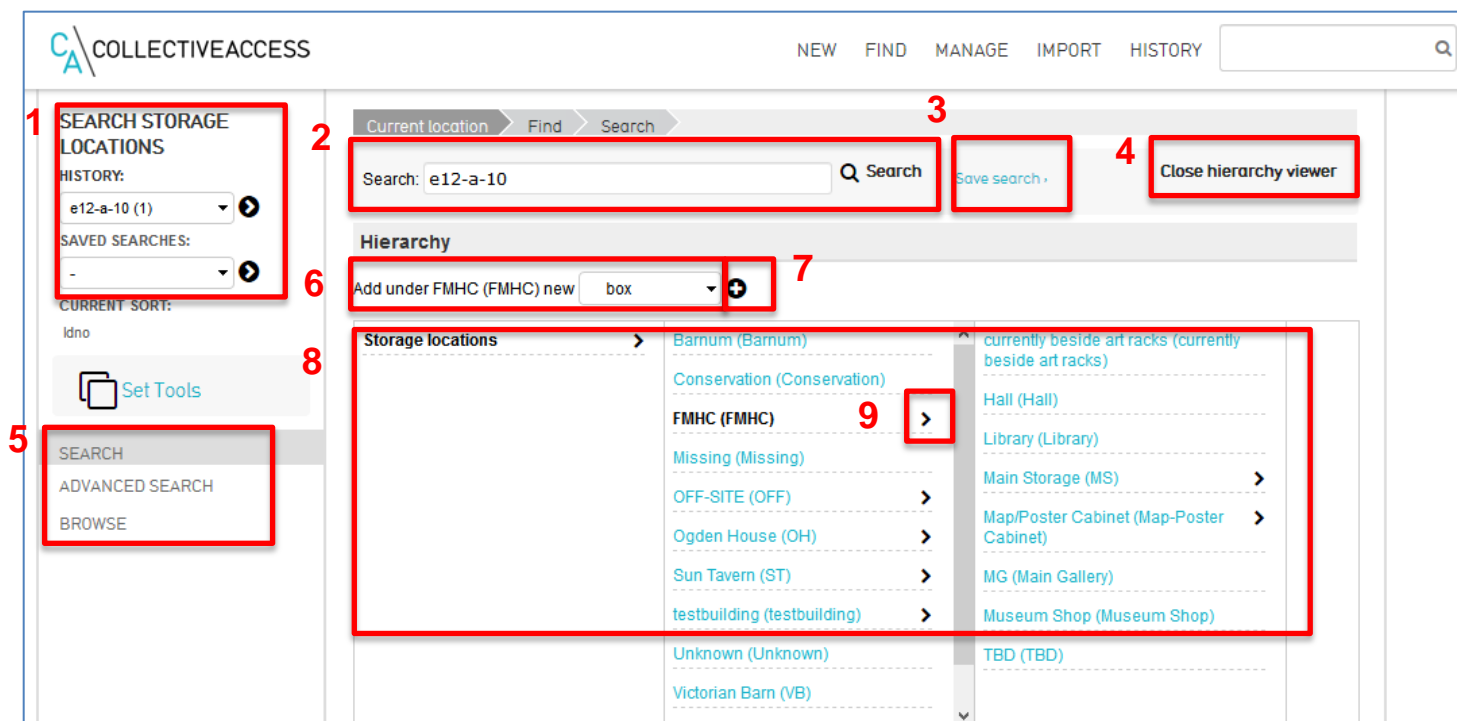 CA COLLECTIVEACCESS
NEW FIND MANAGE IMPORT HISTORY
1
SEARCH STORAGE
LOCATIONS
HISTORY:
e12-a-10 (1)
SAVED SEARCHES:
-
CURRENT SORT:
Idno
Set Tools
5
SEARCH
ADVANCED SEARCH
BROWSE
2
Current location Find Search
Search: e12-a-10 Search
3
Save search ›
4
Close hierarchy viewer
Hierarchy
6
Add under FMHC (FMHC) new box
7
8
Storage locations
Barnum (Barnum)
Conservation (Conservation)
FMHC (FMHC)
9
Missing (Missing)
OFF-SITE (OFF)
Ogden House (OH)
Sun Tavern (ST)
testbuilding (testbuilding)
Unknown (Unknown)
Victorian Barn (VB)
currently beside art racks (currently
beside art racks)
Hall (Hall)
Library (Library)
Main Storage (MS)
Map/Poster Cabinet (Map-Poster
Cabinet)
MG (Main Gallery)
Museum Shop (Museum Shop)
TBD (TBD)